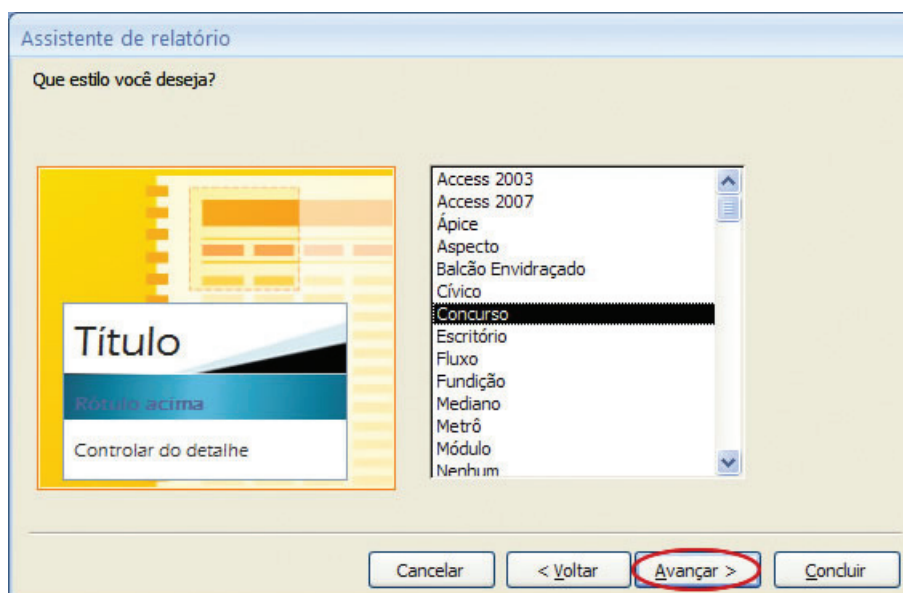 Assistente de relatório
Que estilo você deseja?
Título
Rótulo acima
Controlar do detalhe
Access 2003
Access 2007
Ápice
Aspecto
Balcão Envidraçado
Cívico
Concurso
Escritório
Fluxo
Fundição
Mediano
Metrô
Módulo
Nenhum
Cancelar
< Voltar
Avançar >
Concluir